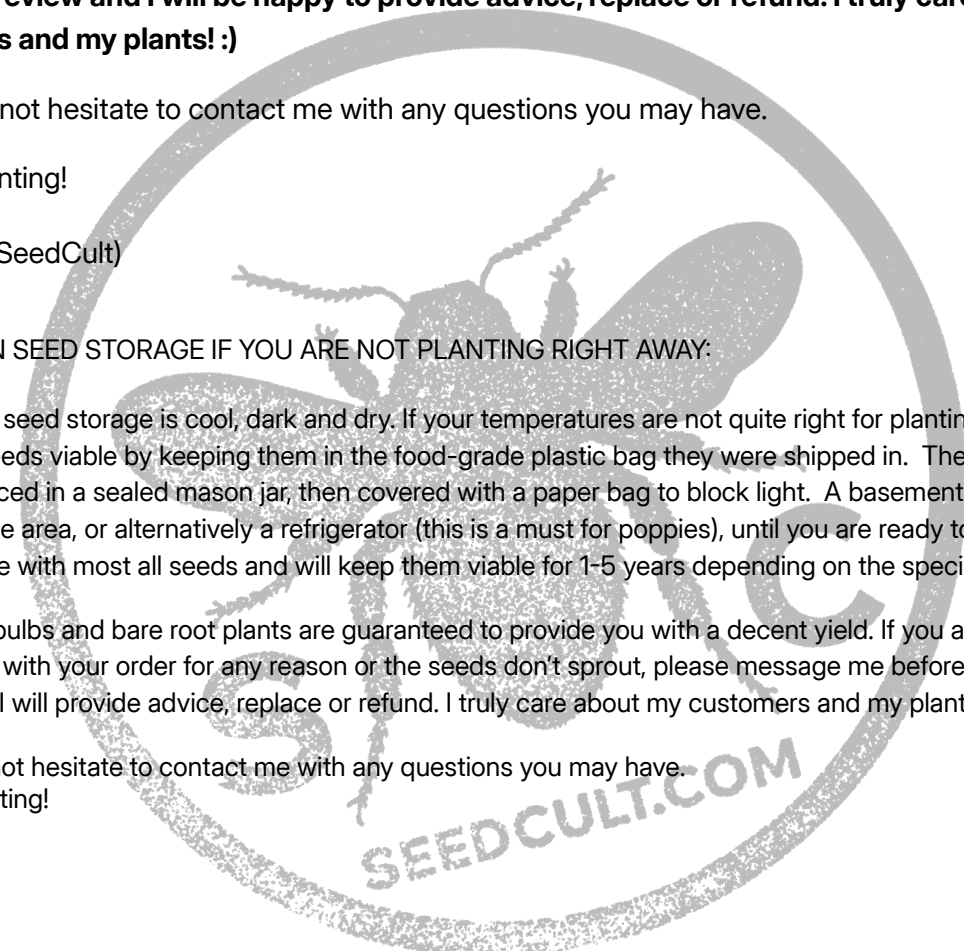 eview and I will be happy to provide advice, replace or refund. I truly care
s and my plants! :)
not hesitate to contact me with any questions you may have.
nting!
SeedCult)
N SEED STORAGE IF YOU ARE NOT PLANTING RIGHT AWAY:
seed storage is cool, dark and dry. If your temperatures are not quite right for plantin
eeds viable by keeping them in the food-grade plastic bag they were shipped in. The
ced in a sealed mason jar, then covered with a paper bag to block light. A basement
e area, or alternatively a refrigerator (this is a must for poppies), until you are ready to
e with most all seeds and will keep them viable for 1-5 years depending on the speci
bulbs and bare root plants are guaranteed to provide you with a decent yield. If you a
with your order for any reason or the seeds don't sprout, please message me before
I will provide advice, replace or refund. I truly care about my customers and my plant
not hesitate to contact me with any questions you may have.
ting!
S C
SEEDCULT.COM